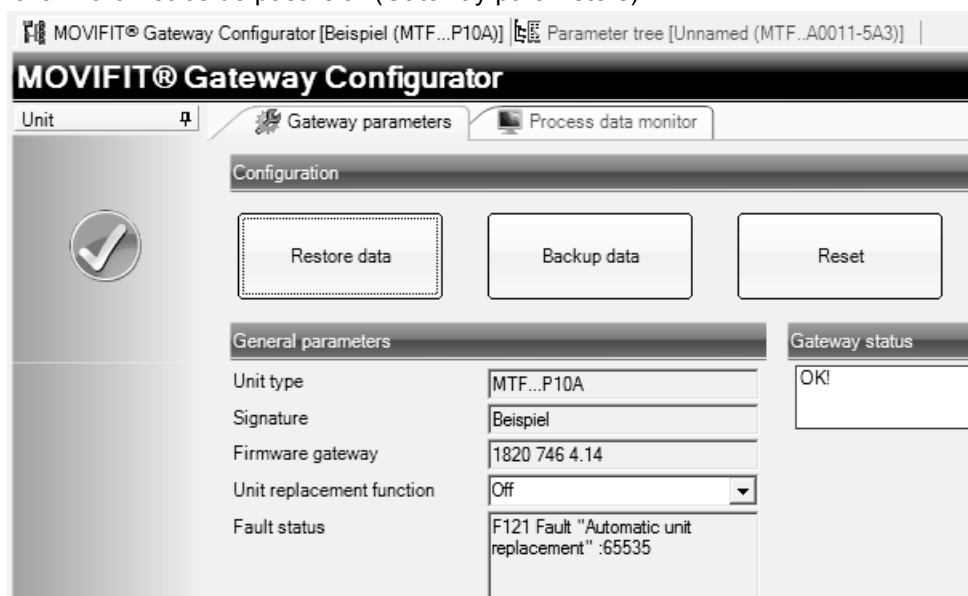 MOVIFIT® Gateway Configurator [Beispiel (MTF...P10A)] Parameter tree [Unnamed (MTF..A0011-5A3)]
MOVIFIT® Gateway Configurator
Unit
Gateway parameters Process data monitor
Configuration
Restore data Backup data Reset
General parameters Gateway status
Unit type MTF...P10A OK!
Signature Beispiel
Firmware gateway 1820 746 4.14
Unit replacement function Off
Fault status F121 Fault "Automatic unit
replacement" :65535